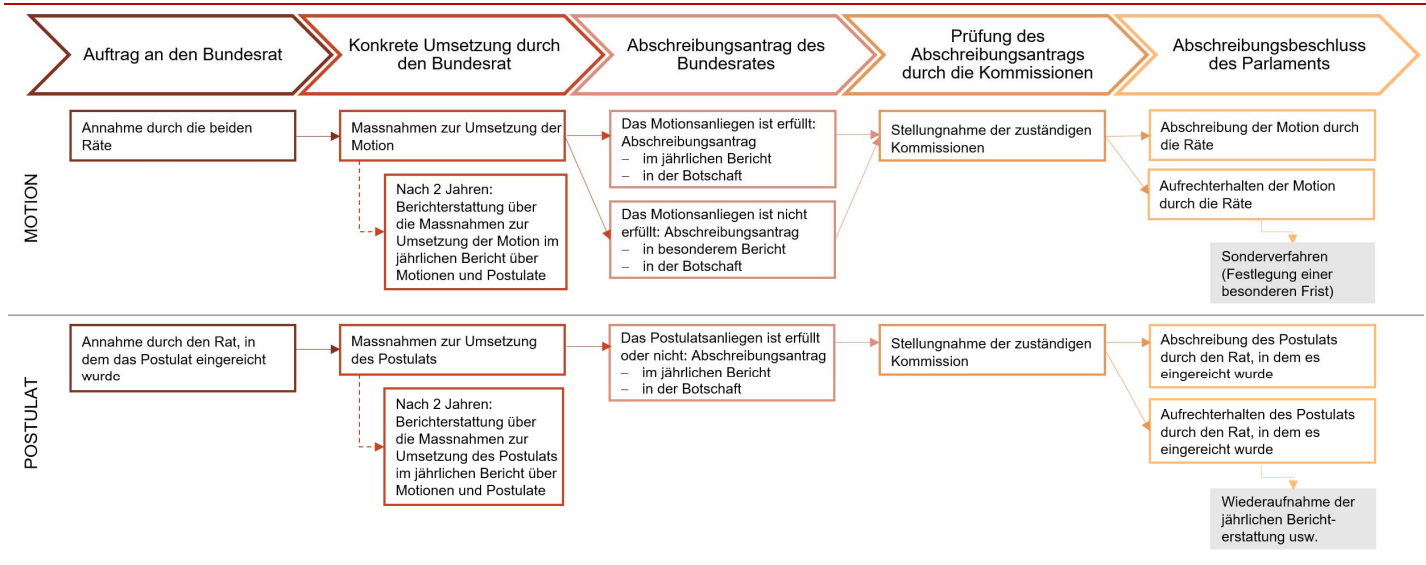 Auftrag an den Bundesrat
Konkrete Umsetzung durch
den Bundesrat
Abschreibungsantrag des
Bundesrates
Prüfung des
Abschreibungsantrags
durch die Kommissionen
Abschreibungsbeschluss
des Parlaments
MOTION
Annahme durch die beiden
Räte
Massnahmen zur Umsetzung der
Motion
Nach 2 Jahren:
Berichterstattung über
die Massnahmen zur
Umsetzung der Motion im
jährlichen Bericht über
Motionen und Postulate
Das Motionsanliegen ist erfüllt:
Abschreibungsantrag
– im jährlichen Bericht
– in der Botschaft
Das Motionsanliegen ist nicht
erfüllt: Abschreibungsantrag
– in besonderem Bericht
– in der Botschaft
Stellungnahme der zuständigen
Kommissionen
Abschreibung der Motion durch
die Räte
Aufrechterhalten der Motion
durch die Räte
Sonderverfahren
(Festlegung einer
besonderen Frist)
POSTULAT
Annahme durch den Rat, in
dem das Postulat eingereicht
wurde
Massnahmen zur Umsetzung
des Postulats
Nach 2 Jahren:
Berichterstattung über
die Massnahmen zur
Umsetzung des Postulats
im jährlichen Bericht über
Motionen und Postulate
Das Postulatsanliegen ist erfüllt
oder nicht: Abschreibungsantrag
– im jährlichen Bericht
– in der Botschaft
Stellungnahme der zuständigen
Kommission
Abschreibung des Postulats
durch den Rat, in dem es
eingereicht wurde
Aufrechterhalten des Postulats
durch den Rat, in dem es
eingereicht wurde
Wiederaufnahme der
jährlichen Bericht-
erstattung usw.